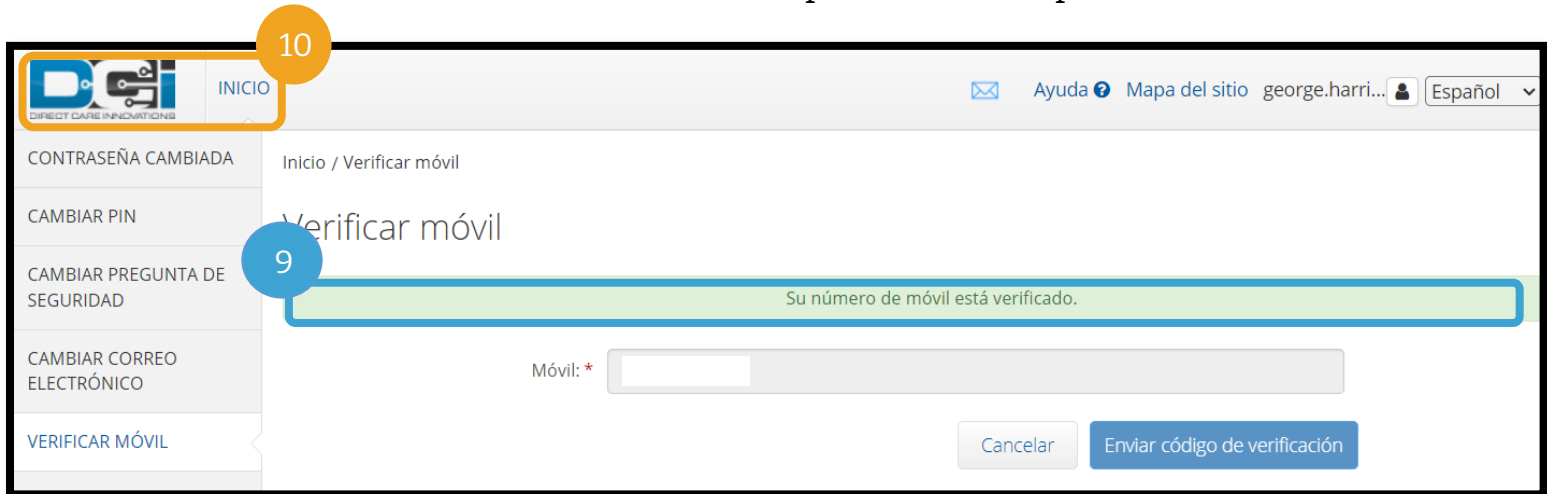 10
DCI
DIRECT CARE INNOVATIONS
INICIO
Ayuda ? Mapa del sitio george.harri... Español
CONTRASEÑA CAMBIADA
Inicio / Verificar móvil
CAMBIAR PIN
Verificar móvil
9
CAMBIAR PREGUNTA DE
SEGURIDAD
Su número de móvil está verificado.
CAMBIAR CORREO
ELECTRÓNICO
Móvil: *
VERIFICAR MÓVIL
Cancelar
Enviar código de verificación